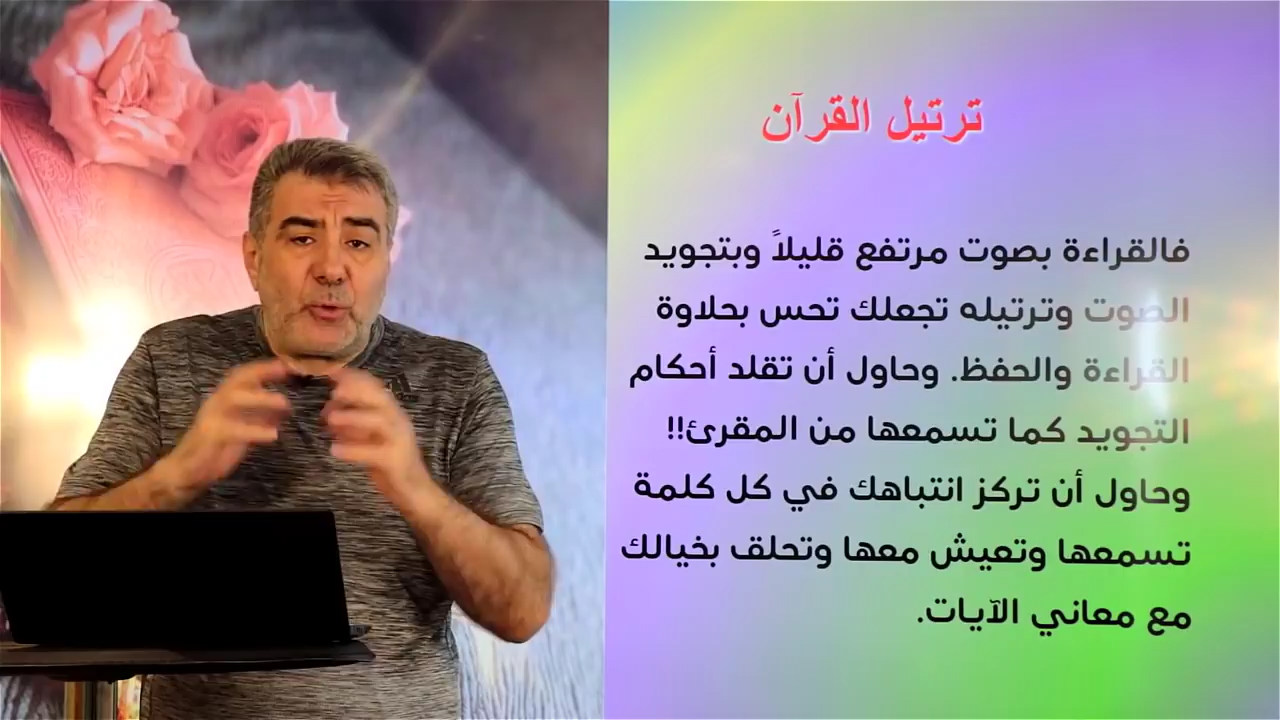 ترتيل القرآن
فالقراءة بصوت مرتفع قليلاً وبتجويد
الصوت وترتيله تجعلك تحس بحلاوة
القراءة والحفظ. وحاول أن تقلد أحكام
التجويد كما تسمعها من المقرئ!!
وحاول أن تركز انتباهك في كل كلمة
تسمعها وتعيش معها وتحلق بخيالك
مع معاني الآيات.